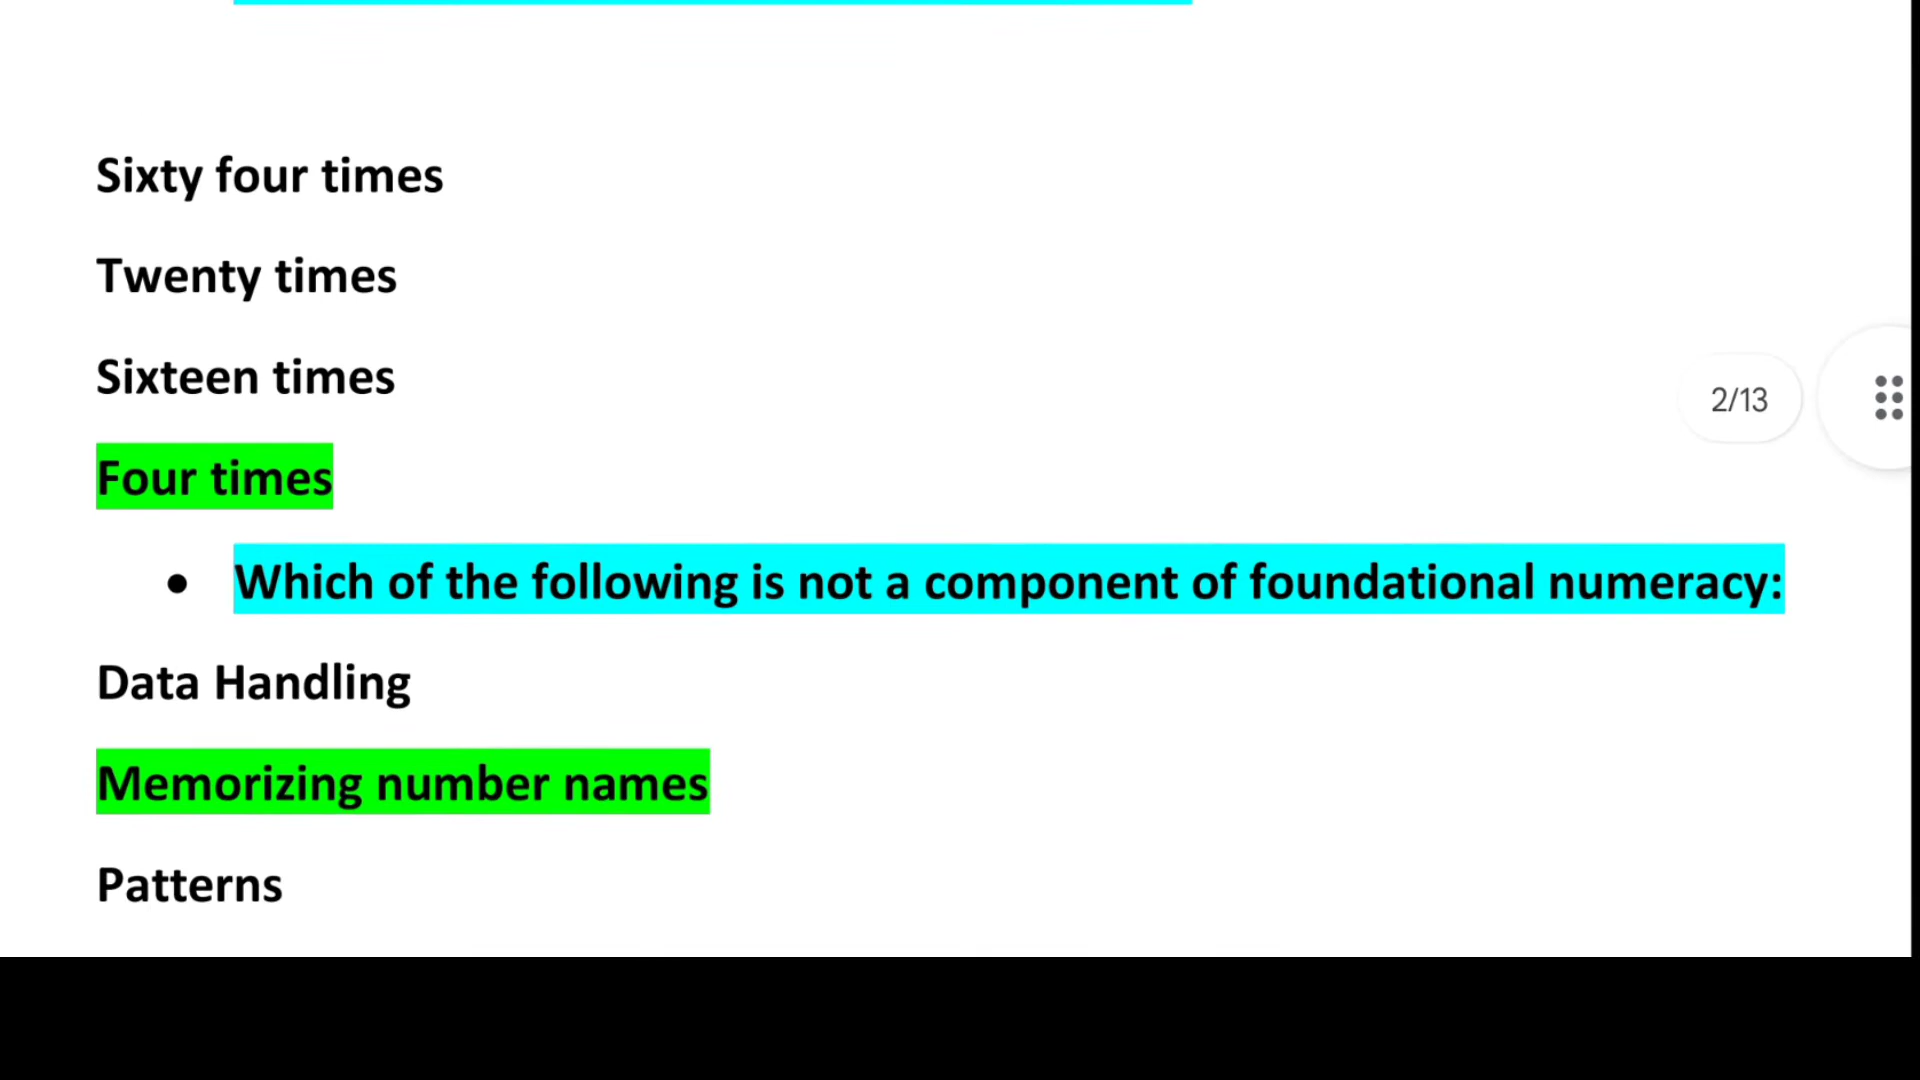 Sixty four times
Twenty times
Sixteen times
2/13
Four times
• Which of the following is not a component of foundational numeracy:
Data Handling
Memorizing number names
Patterns